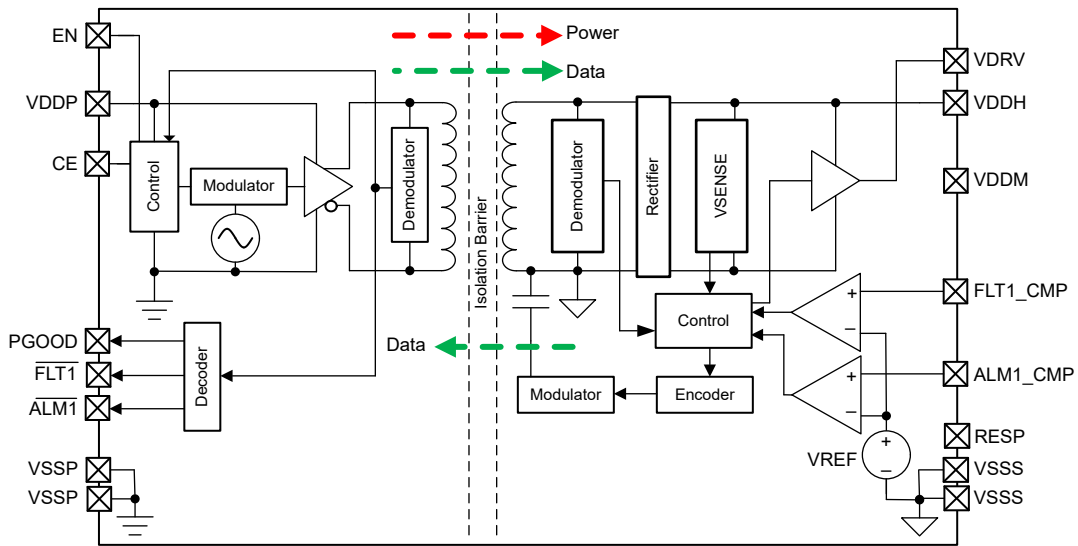 EN
VDDP
CE
Control
Modulator
Demodulator
Power
Data
Isolation Barrier
Demodulator
Rectifier
VSENSE
VDRV
VDDH
VDDM
FLT1_CMP
ALM1_CMP
RESP
VSSS
VSSS
Control
+
−
+
−
VREF
+
−
Data
Modulator
Encoder
PGOOD
FLT1
ALM1
Decoder
VSSP
VSSP